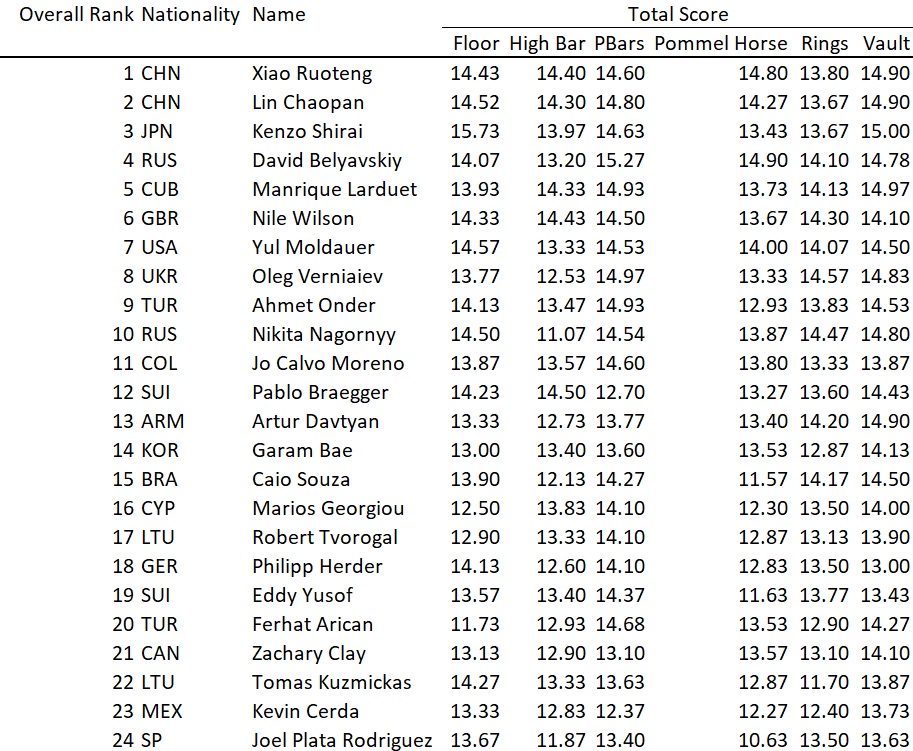 Overall Rank Nationality Name Total Score
Floor High Bar PBars Pommel Horse Rings Vault
1 CHN Xiao Ruoteng 14.43 14.40 14.60 14.80 13.80 14.90
2 CHN Lin Chaopan 14.52 14.30 14.80 14.27 13.67 14.90
3 JPN Kenzo Shirai 15.73 13.97 14.63 13.43 13.67 15.00
4 RUS David Belyavskiy 14.07 13.20 15.27 14.90 14.10 14.78
5 CUB Manrique Larduet 13.93 14.33 14.93 13.73 14.13 14.97
6 GBR Nile Wilson 14.33 14.43 14.50 13.67 14.30 14.10
7 USA Yul Moldauer 14.57 13.33 14.53 14.00 14.07 14.50
8 UKR Oleg Verniaiev 13.77 12.53 14.97 13.33 14.57 14.83
9 TUR Ahmet Onder 14.13 13.47 14.93 12.93 13.83 14.53
10 RUS Nikita Nagornyy 14.50 11.07 14.54 13.87 14.47 14.80
11 COL Jo Calvo Moreno 13.87 13.57 14.60 13.80 13.33 13.87
12 SUI Pablo Braegger 14.23 14.50 12.70 13.27 13.60 14.43
13 ARM Artur Davtyan 13.33 12.73 13.77 13.40 14.20 14.90
14 KOR Garam Bae 13.00 13.40 13.60 13.53 12.87 14.13
15 BRA Caio Souza 13.90 12.13 14.27 11.57 14.17 14.50
16 CYP Marios Georgiou 12.50 13.83 14.10 12.30 13.50 14.00
17 LTU Robert Tvorogal 12.90 13.33 14.10 12.87 13.13 13.90
18 GER Philipp Herder 14.13 12.60 14.10 12.83 13.50 13.00
19 SUI Eddy Yusof 13.57 13.40 14.37 11.63 13.77 13.43
20 TUR Ferhat Arican 11.73 12.93 14.68 13.53 12.90 14.27
21 CAN Zachary Clay 13.13 12.90 13.10 13.57 13.10 14.10
22 LTU Tomas Kuzmickas 14.27 13.33 13.63 12.87 11.70 13.87
23 MEX Kevin Cerda 13.33 12.83 12.37 12.27 12.40 13.73
24 SP Joel Plata Rodriguez 13.67 11.87 13.40 10.63 13.50 13.63